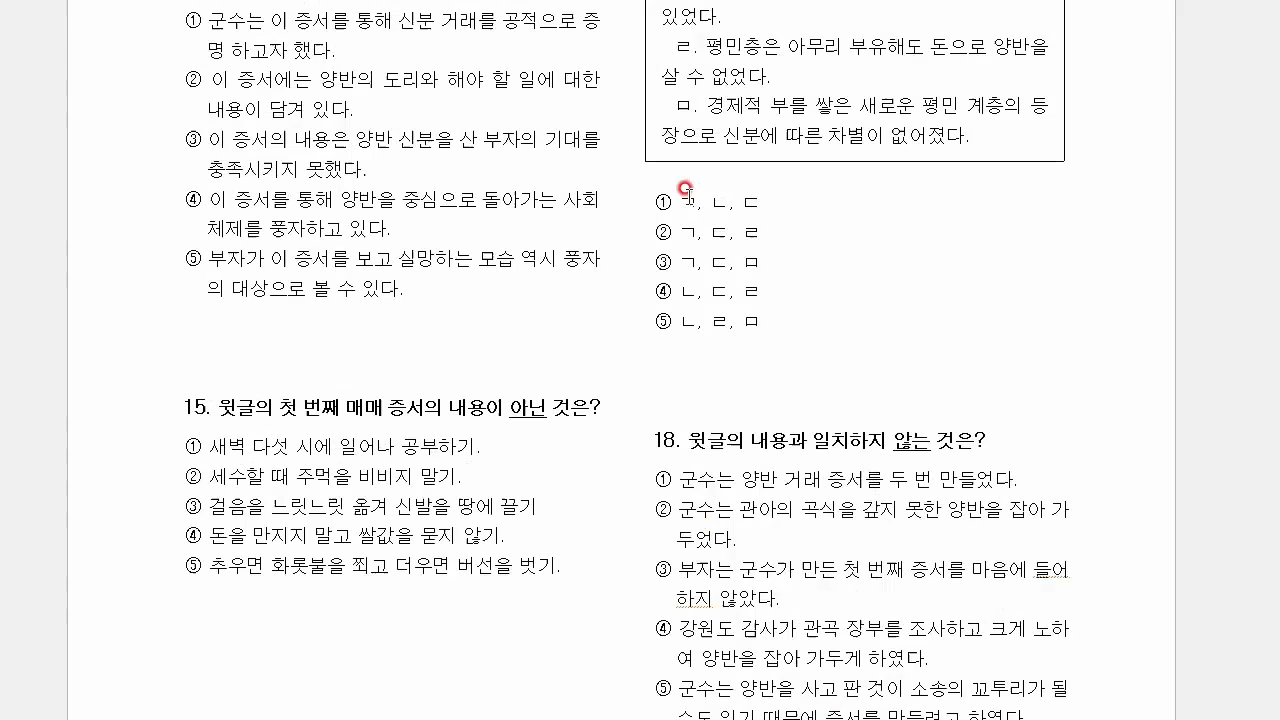 ① 군수는 이 증서를 통해 신분 거래를 공적으로 증
명 하고자 했다.
② 이 증서에는 양반의 도리와 해야 할 일에 대한
내용이 담겨 있다.
③ 이 증서의 내용은 양반 신분을 산 부자의 기대를
충족시키지 못했다.
④ 이 증서를 통해 양반을 중심으로 돌아가는 사회
체제를 풍자하고 있다.
⑤ 부자가 이 증서를 보고 실망하는 모습 역시 풍자
의 대상으로 볼 수 있다.
15. 윗글의 첫 번째 매매 증서의 내용이 아닌 것은?
① 새벽 다섯 시에 일어나 공부하기.
② 세수할 때 주먹을 비비지 말기.
③ 걸음을 느릿느릿 옮겨 신발을 땅에 끌기
④ 돈을 만지지 말고 쌀값을 묻지 않기.
⑤ 추우면 화롯불을 쬐고 더우면 버선을 벗기.
있었다.
ㄹ. 평민층은 아무리 부유해도 돈으로 양반을
살 수 없었다.
ㅁ. 경제적 부를 쌓은 새로운 평민 계층의 등
장으로 신분에 따른 차별이 없어졌다.
① ㄱ, ㄴ, ㄷ
② ㄱ, ㄷ, ㄹ
③ ㄱ, ㄷ, ㅁ
④ ㄴ, ㄷ, ㄹ
⑤ ㄴ, ㄹ, ㅁ
18. 윗글의 내용과 일치하지 않는 것은?
① 군수는 양반 거래 증서를 두 번 만들었다.
② 군수는 관아의 곡식을 갚지 못한 양반을 잡아 가
두었다.
③ 부자는 군수가 만든 첫 번째 증서를 마음에 들어
하지 않았다.
④ 강원도 감사가 관곡 장부를 조사하고 크게 노하
여 양반을 잡아 가두게 하였다.
⑤ 군수는 양반을 사고 판 것이 소송의 꼬투리가 될
수도 있기 때문에 증서를 만들려고 하였다.